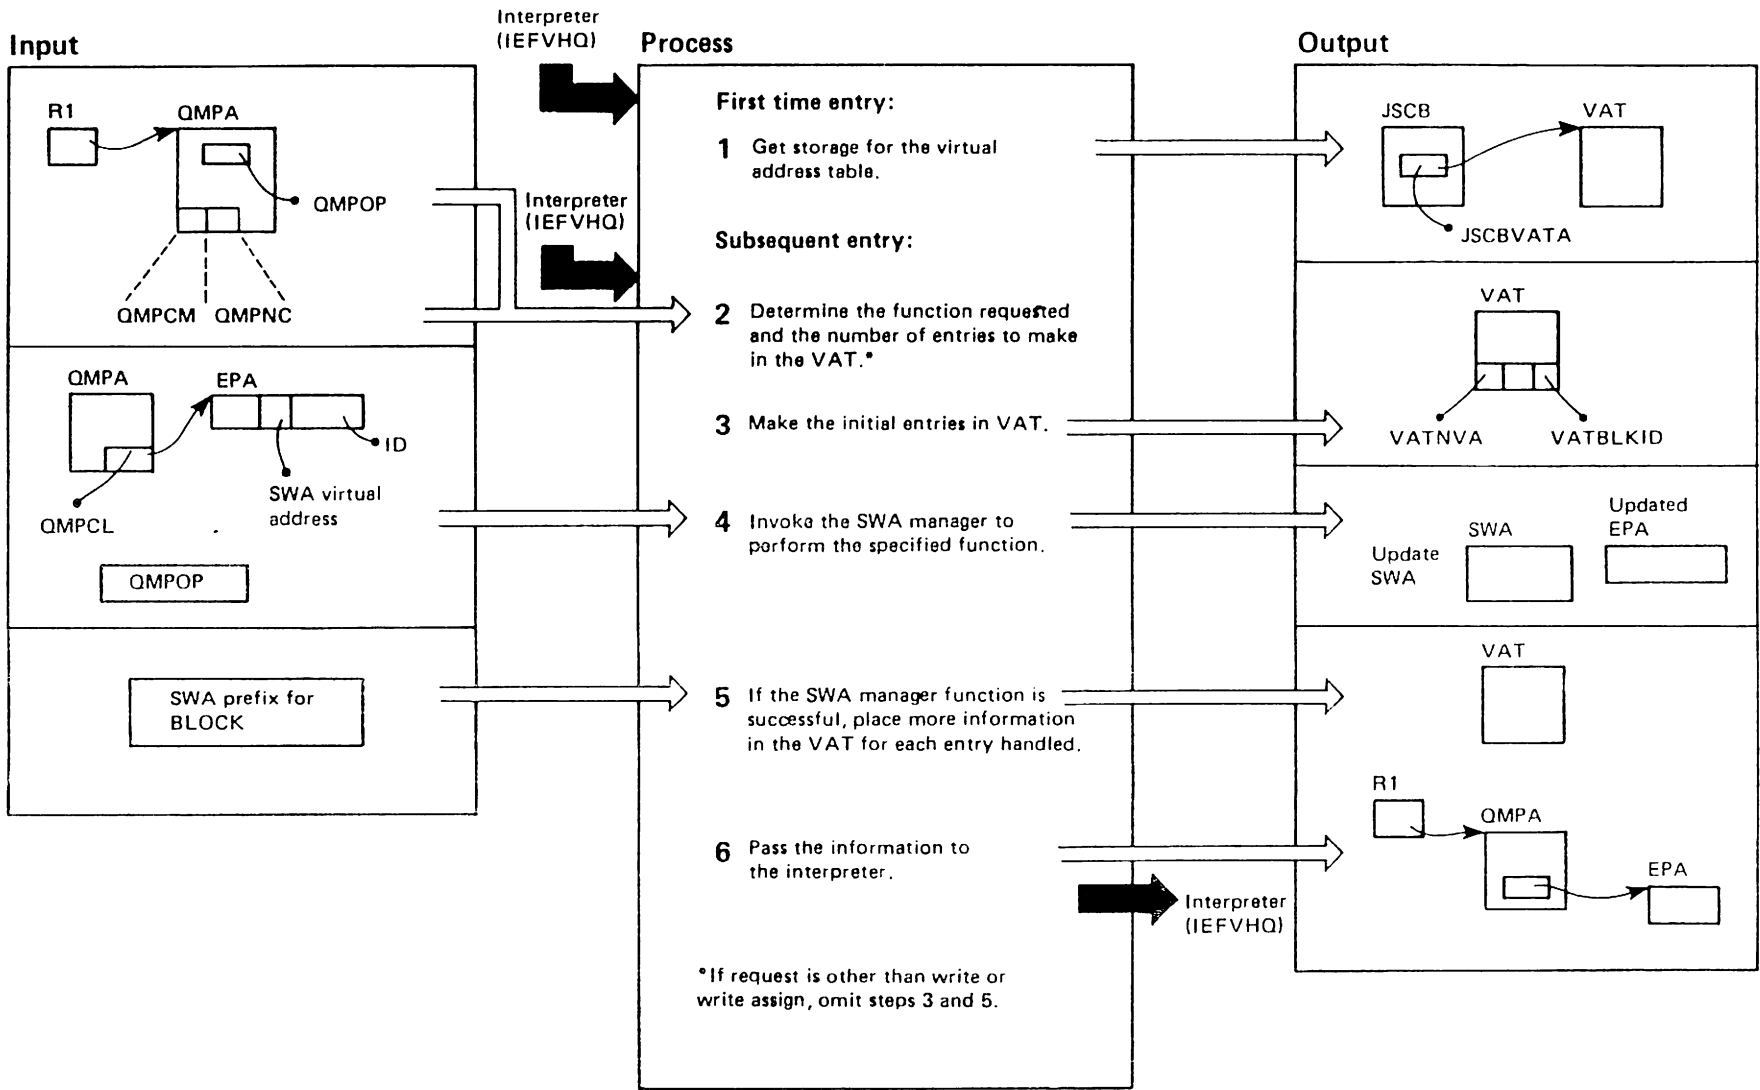 Input
R1
QMPA
QMPOP
QMPCM QMPNC
QMPA
EPA
ID
SWA virtual
address
QMPCL
QMPOP
SWA prefix for
BLOCK
Interpreter
(IEFVHQ)
Interpreter
(IEFVHQ)
Process
First time entry:
1 Get storage for the virtual
address table.
Subsequent entry:
2 Determine the function requested
and the number of entries to make
in the VAT.*
3 Make the initial entries in VAT.
4 Invoke the SWA manager to
perform the specified function.
5 If the SWA manager function is
successful, place more information
in the VAT for each entry handled.
6 Pass the information to
the interpreter.
Interpreter
(IEFVHQ)
*If request is other than write or
write assign, omit steps 3 and 5.
Output
JSCB
VAT
JSCBVATA
VAT
VATNVA
VATBLKID
Update
SWA
SWA
Updated
EPA
VAT
R1
QMPA
EPA